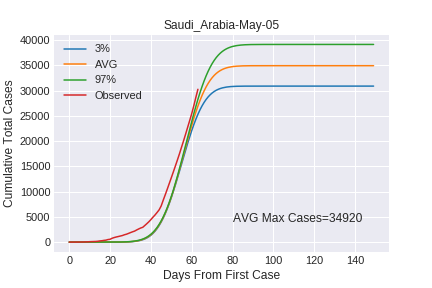 Saudi_Arabia-May-05
Cumulative Total Cases
40000
35000
30000
25000
20000
15000
10000
5000
0
3%
AVG
97%
Observed
AVG Max Cases=34920
0 20 40 60 80 100 120 140
Days From First Case